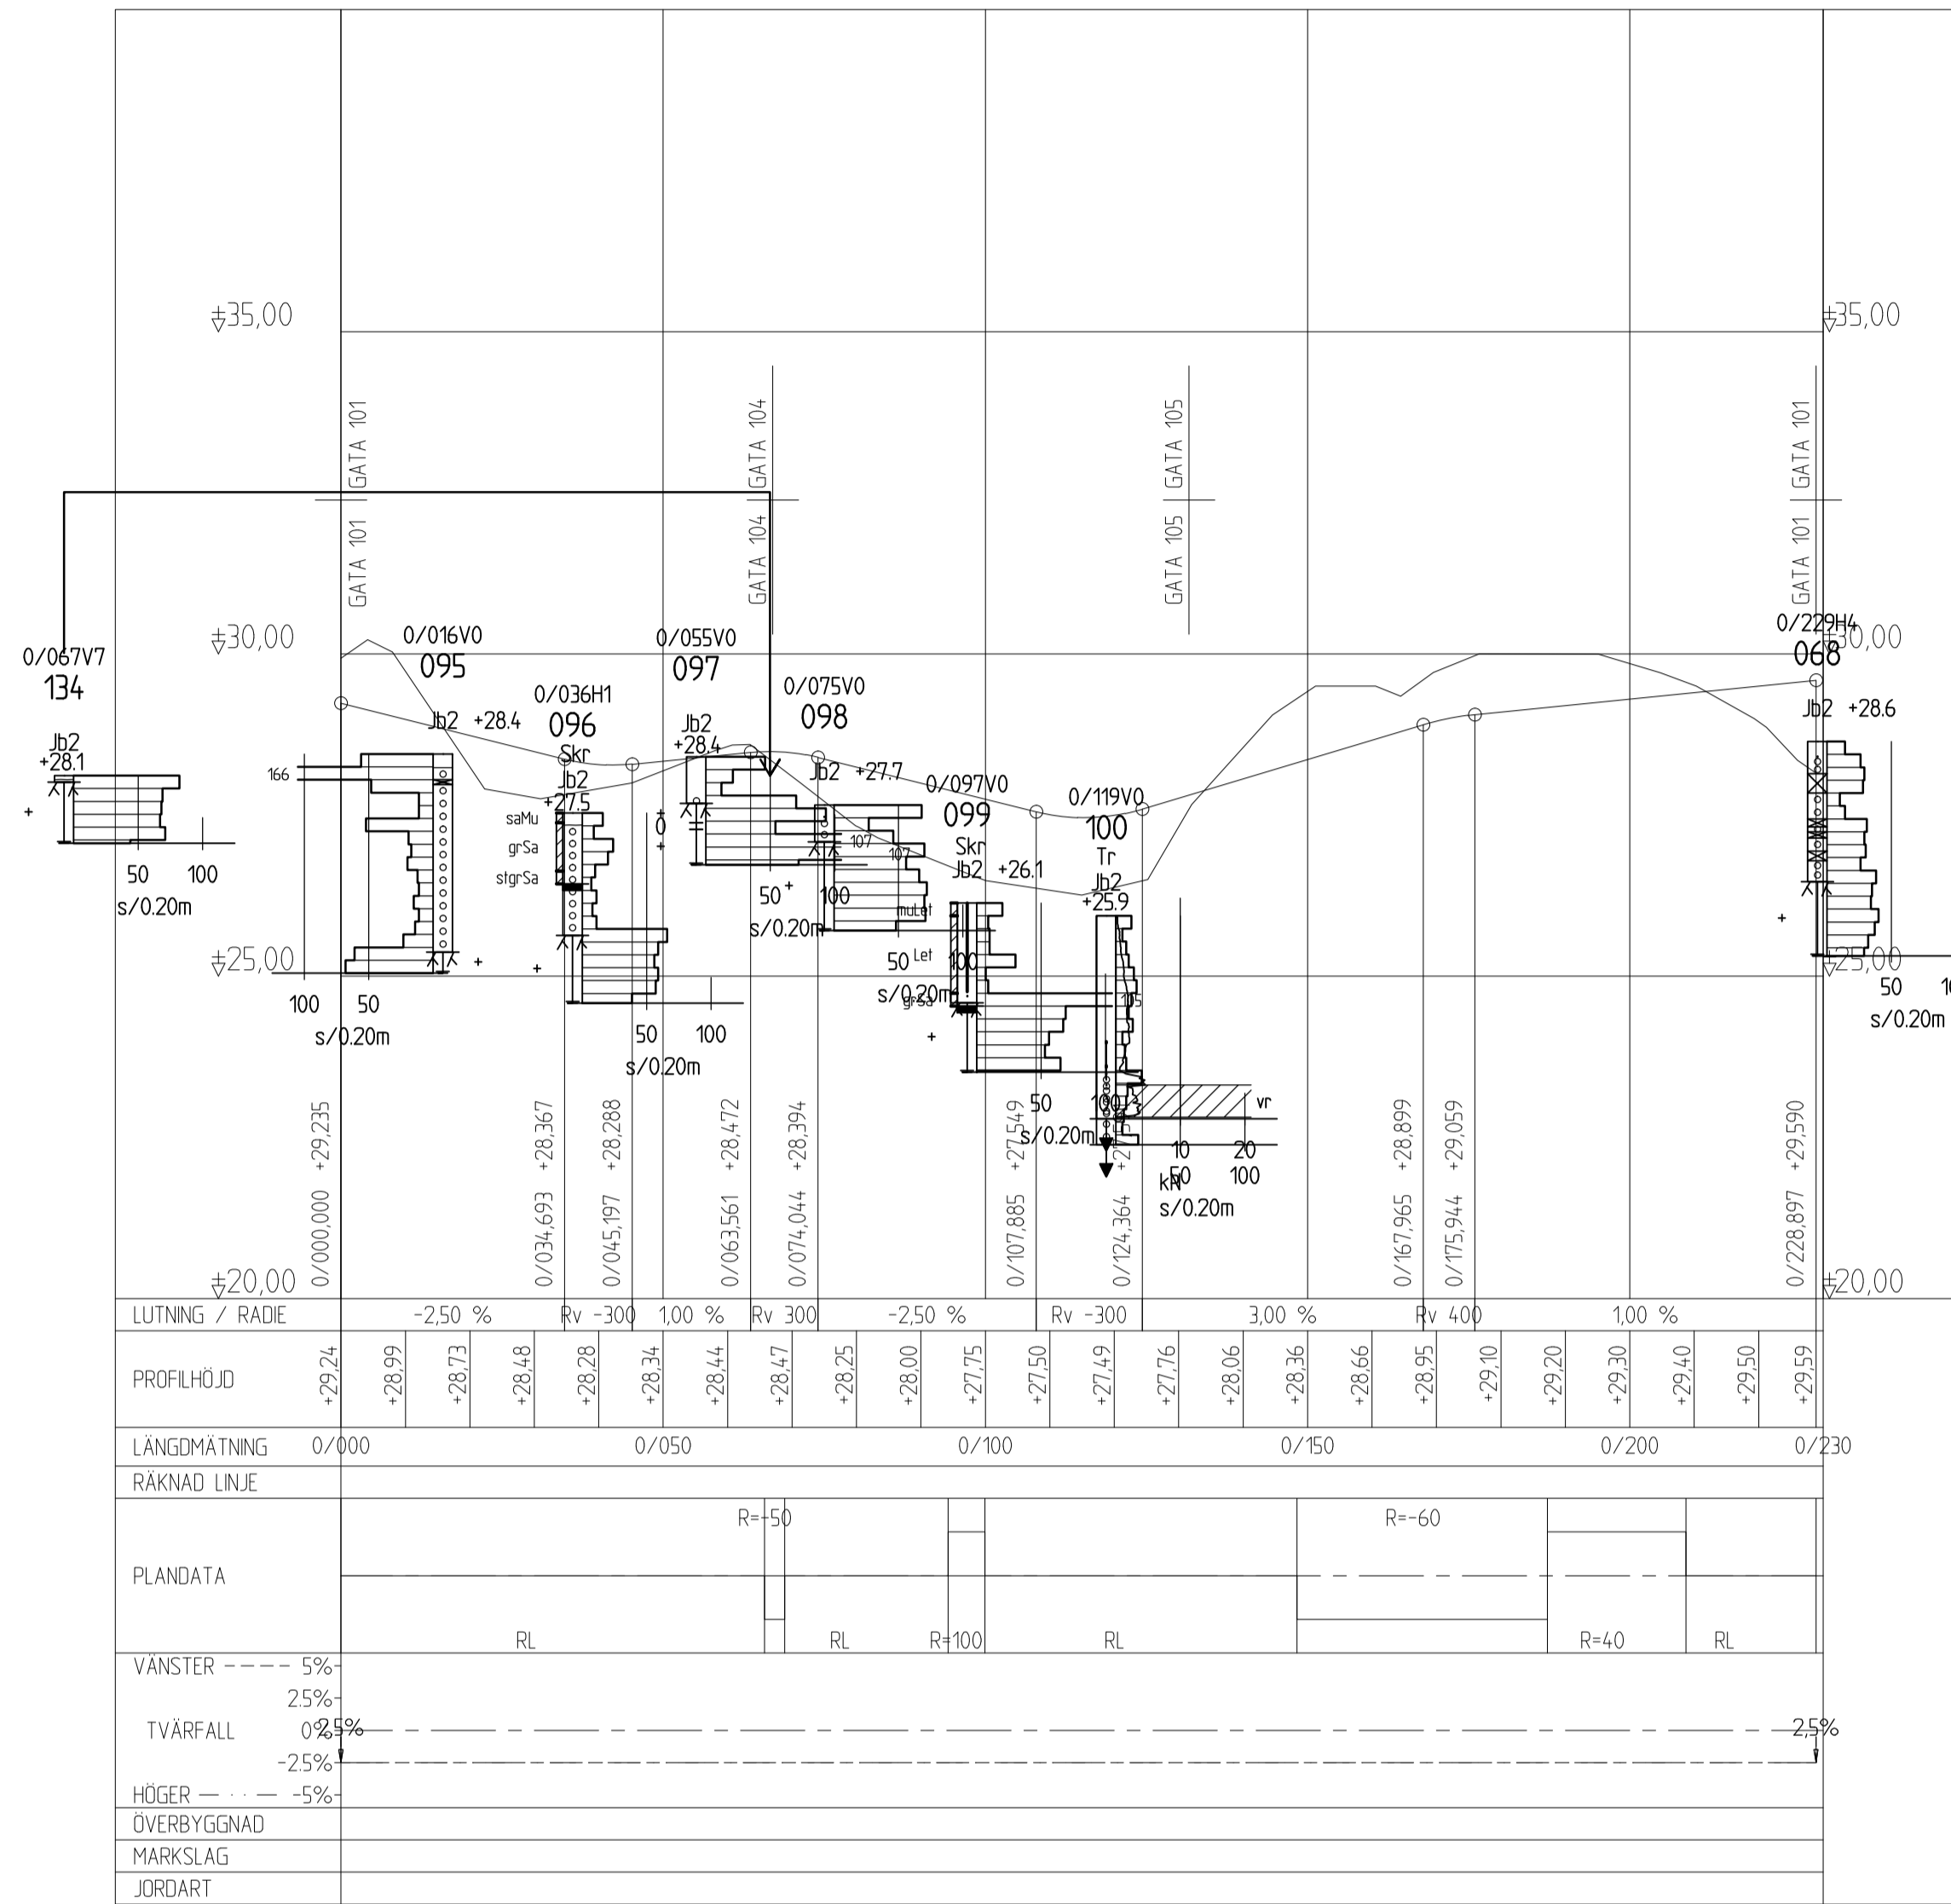 ±35,00
±35,00
GATA 101
GATA 104
GATA 105
GATA 101
GATA 101
GATA 104
GATA 105
GATA 101
±30,00
±30,00
0/067V7
134
Jb2
+28.1
+
50 100
s/0.20m
0/016V0
095
Jb2 +28.4
166
+
100 50
s/0.20m
0/036H1
096
Skr
Jb2
+27.5
saMu
grSa
stgrSa
+
50 100
s/0.20m
0/055V0
097
Jb2
+28.4
+
0
+
107
50 100
s/0.20m
0/075V0
098
Jb2 +27.7
107
+
50 100
s/0.20m
0/097V0
099
Skr
Jb2 +26.1
muLet
Let
grSa
105
+
50 100
s/0.20m
0/119V0
100
Tr
Jb2
+25.9
vr
10 20
kN
50 100
s/0.20m
0/229H4
068
Jb2 +28.6
+
50
s/0.20m
±25,00
±25,00
0/000,000 +29,235
0/034,693 +28,367
0/045,197 +28,288
0/063,561 +28,472
0/074,044 +28,394
0/107,885 +27,549
0/124,364
0/167,965 +28,899
0/175,944 +29,059
0/228,897 +29,590
±20,00
±20,00
LUTNING / RADIE -2,50 % Rv -300 1,00 % Rv 300 -2,50 % Rv -300 3,00 % Rv 400 1,00 %
PROFILHÖJD +29,24 +28,99 +28,73 +28,48 +28,28 +28,34 +28,44 +28,47 +28,25 +28,00 +27,75 +27,50 +27,49 +27,76 +28,06 +28,36 +28,66 +28,95 +29,10 +29,20 +29,30 +29,40 +29,50 +29,59
LÄNGDMÄTNING 0/000 0/050 0/100 0/150 0/200 0/230
RÄKNAD LINJE
R=-50 R=-60
PLANDATA
RL RL R=100 RL R=40 RL
VÄNSTER 5%
2.5%
TVÄRFALL 0% 2,5% 2,5%
-2.5%
HÖGER -5%
ÖVERBYGGNAD
MARKSLAG
JORDART